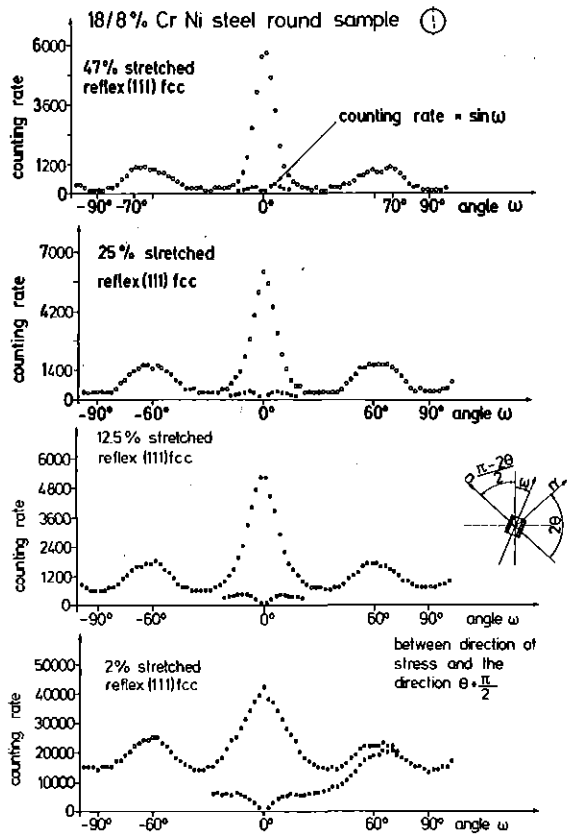 18/8% Cr Ni steel round sample
counting rate
6000
3600
1200
0
47% stretched
reflex (111) fcc
counting rate * sin ω
-90° -70° 0° 70° 90° angle ω
counting rate
7000
4200
1400
0
25% stretched
reflex (111) fcc
-90° -60° 0° 60° 90° angle ω
counting rate
6000
4800
3600
2400
1200
0
12.5% stretched
reflex (111) fcc
π-2θ
2
ω
n
2θ
-90° -60° 0° 60° 90° angle ω
between direction of
stress and the
direction θ+π/2
counting rate
50000
40000
30000
20000
10000
0
2% stretched
reflex (111) fcc
-90° -60° 0° 60° 90° angle ω